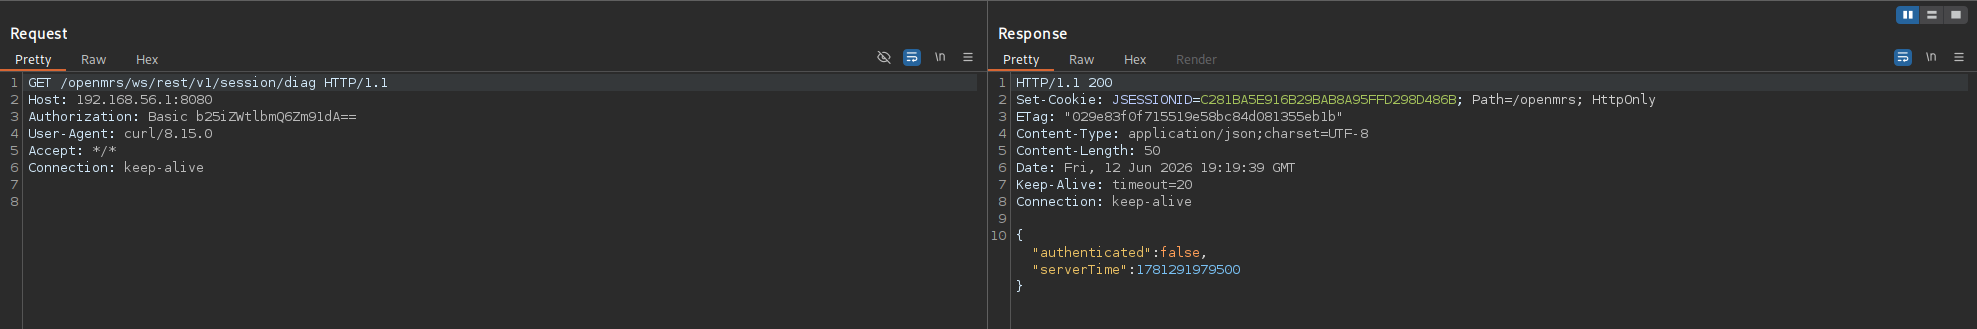 Request
Pretty Raw Hex
\n
1 GET /openmrs/ws/rest/v1/session/diag HTTP/1.1
2 Host: 192.168.56.1:8080
3 Authorization: Basic b25iZWtlbmQ6Zm91dA==
4 User-Agent: curl/8.15.0
5 Accept: */*
6 Connection: keep-alive
7
8
Response
Pretty Raw Hex Render
\n
1 HTTP/1.1 200
2 Set-Cookie: JSESSIONID=C281BA5E916B29BAB8A95FFD298D486B; Path=/openmrs; HttpOnly
3 ETag: "029e83f0f715519e58bc84d081355eb1b"
4 Content-Type: application/json;charset=UTF-8
5 Content-Length: 50
6 Date: Fri, 12 Jun 2026 19:19:39 GMT
7 Keep-Alive: timeout=20
8 Connection: keep-alive
9
10 {
"authenticated":false,
"serverTime":1781291979500
}